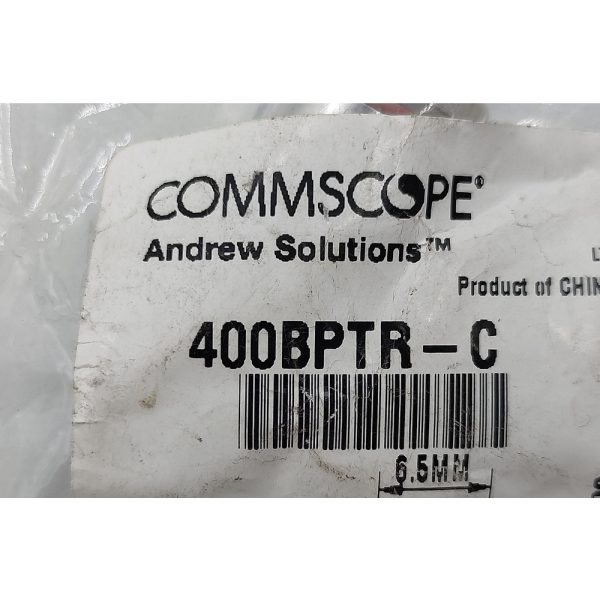 COMMSCOPE®
Andrew Solutions™
Product of CHIN
400BPTR-C
6.5MM